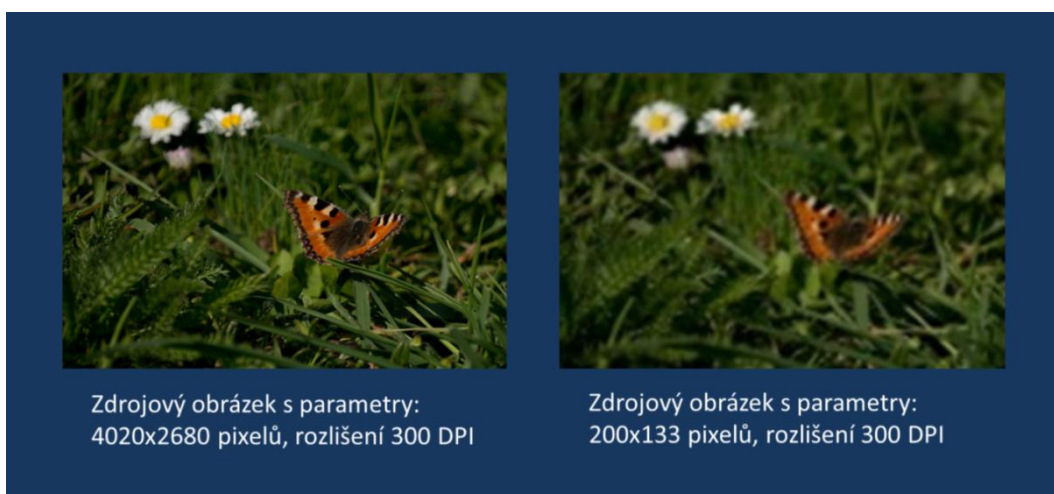 Zdrojový obrázek s parametry:
4020x2680 pixelů, rozlišení 300 DPI
Zdrojový obrázek s parametry:
200x133 pixelů, rozlišení 300 DPI